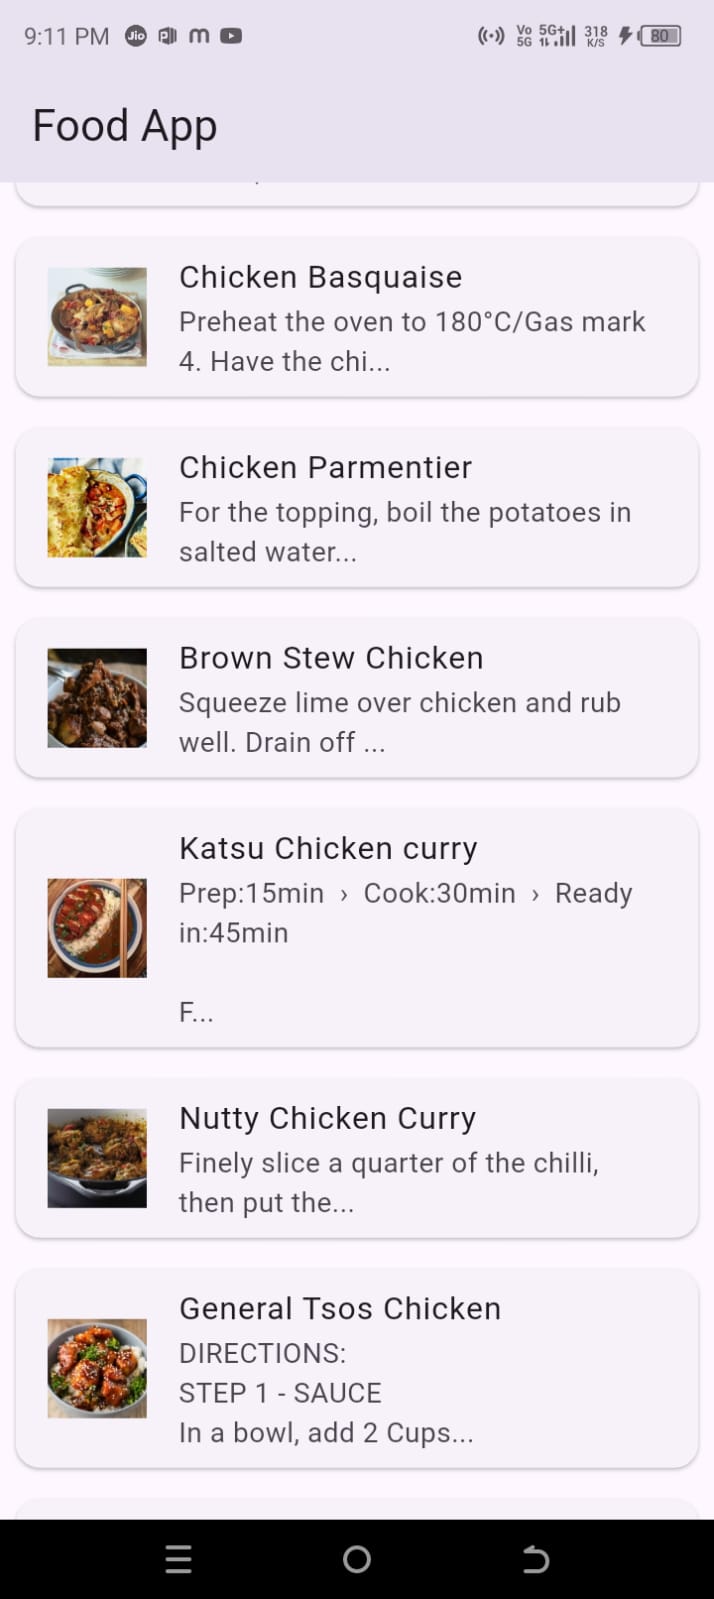 9:11 PM Jio m Vo 5G 5G+ 318 K/S 80
Food App
Chicken Basquaise
Preheat the oven to 180°C/Gas mark
4. Have the chi...
Chicken Parmentier
For the topping, boil the potatoes in
salted water...
Brown Stew Chicken
Squeeze lime over chicken and rub
well. Drain off ...
Katsu Chicken curry
Prep:15min › Cook:30min › Ready
in:45min
F...
Nutty Chicken Curry
Finely slice a quarter of the chilli,
then put the...
General Tsos Chicken
DIRECTIONS:
STEP 1 - SAUCE
In a bowl, add 2 Cups...